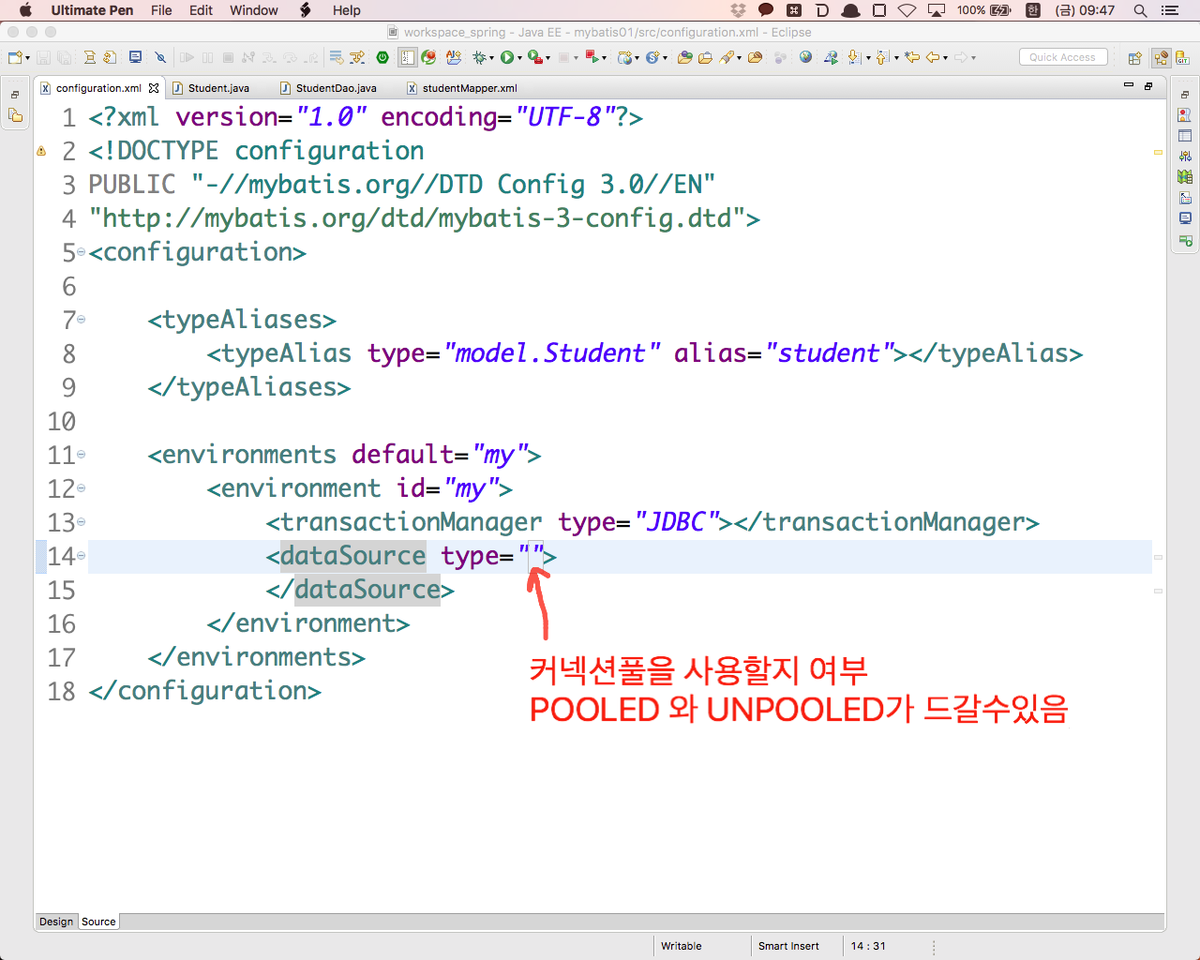 Ultimate Pen File Edit Window Help 100% 한 (금) 09:47
workspace_spring - Java EE - mybatis01/src/configuration.xml - Eclipse
Quick Access
configuration.xml Student.java StudentDao.java studentMapper.xml
1 <?xml version="1.0" encoding="UTF-8"?>
2 <!DOCTYPE configuration
3 PUBLIC "-//mybatis.org//DTD Config 3.0//EN"
4 "http://mybatis.org/dtd/mybatis-3-config.dtd">
5 <configuration>
6
7 <typeAliases>
8 <typeAlias type="model.Student" alias="student"></typeAlias>
9 </typeAliases>
10
11 <environments default="my">
12 <environment id="my">
13 <transactionManager type="JDBC"></transactionManager>
14 <dataSource type="">
15 </dataSource>
16 </environment>
17 </environments>
18 </configuration>
커넥션풀을 사용할지 여부
POOLED 와 UNPOOLED가 드갈수있음
Design Source
Writable Smart Insert 14 : 31